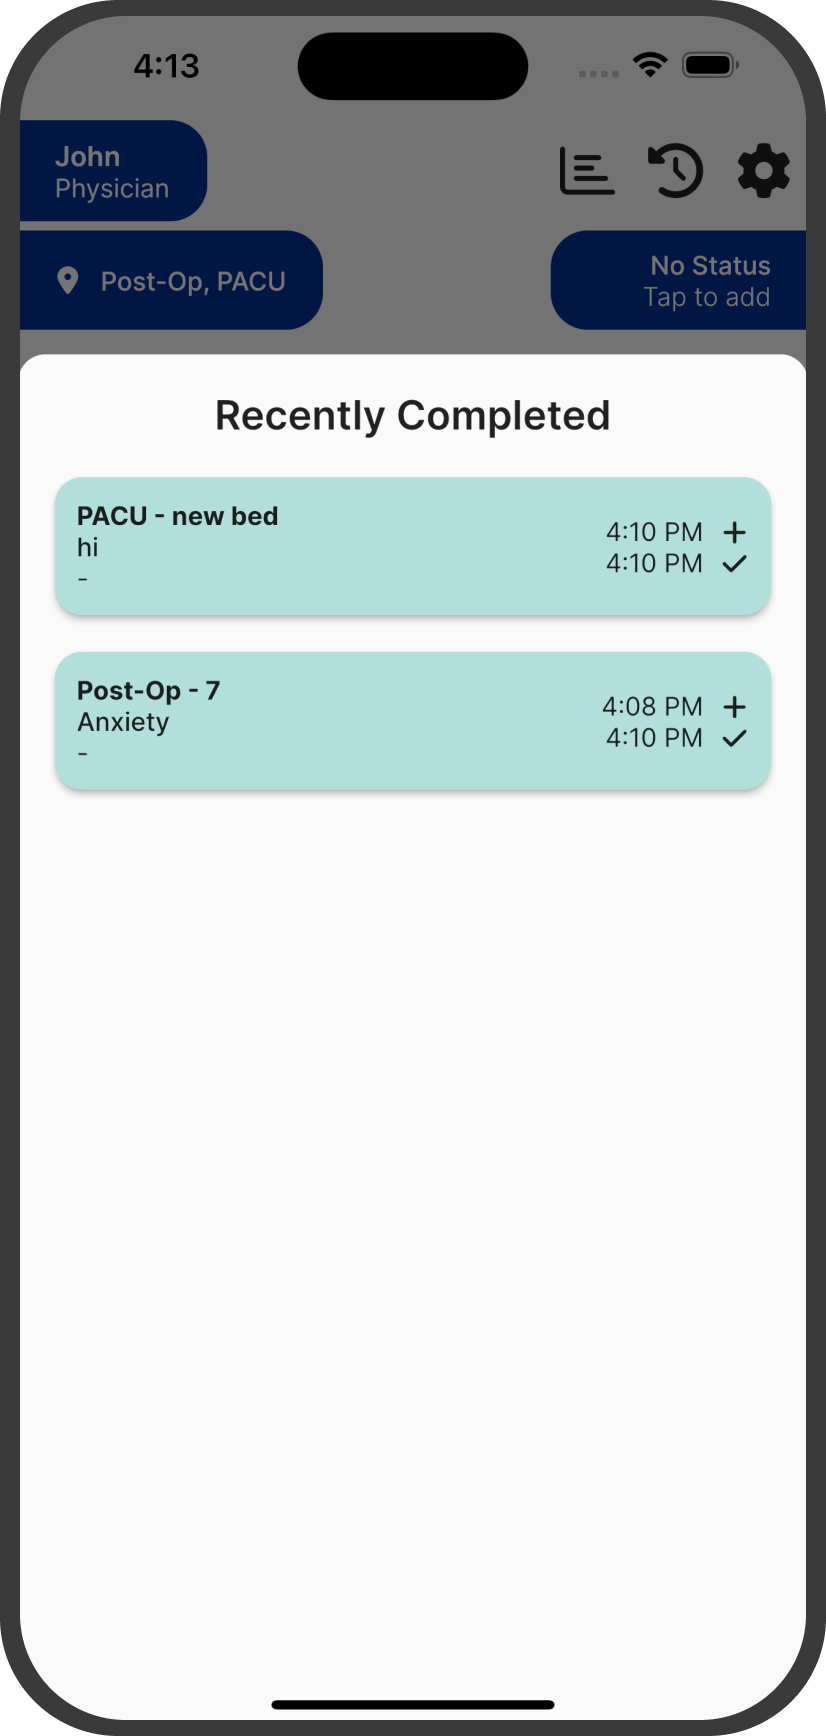 4:13
John
Physician
Post-Op, PACU
No Status
Tap to add
Recently Completed
PACU - new bed
hi
-
4:10 PM
4:10 PM
Post-Op - 7
Anxiety
-
4:08 PM
4:10 PM